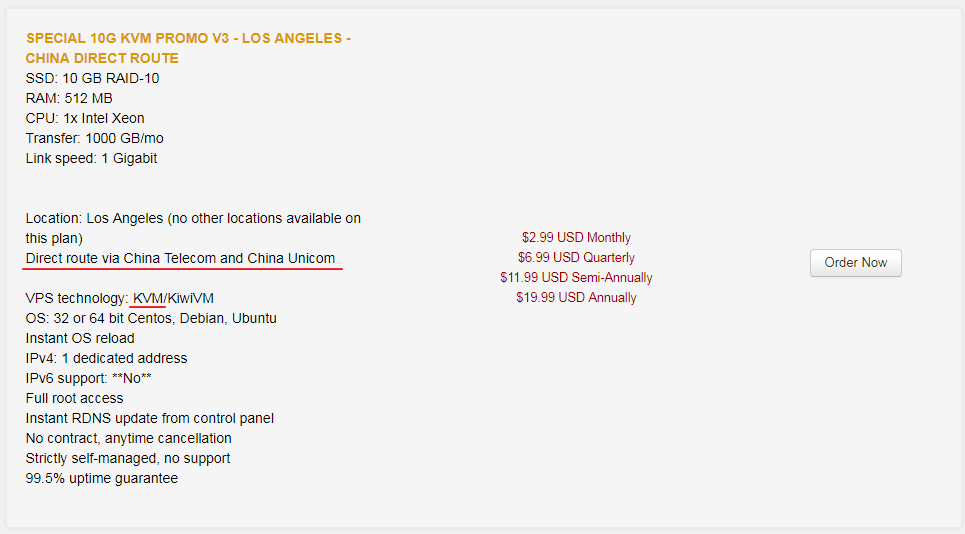 SPECIAL 10G KVM PROMO V3 - LOS ANGELES -
CHINA DIRECT ROUTE
SSD: 10 GB RAID-10
RAM: 512 MB
CPU: 1x Intel Xeon
Transfer: 1000 GB/mo
Link speed: 1 Gigabit
Location: Los Angeles (no other locations available on
this plan)
Direct route via China Telecom and China Unicom
VPS technology: KVM/KiwiVM
OS: 32 or 64 bit Centos, Debian, Ubuntu
Instant OS reload
IPv4: 1 dedicated address
IPv6 support: **No**
Full root access
Instant RDNS update from control panel
No contract, anytime cancellation
Strictly self-managed, no support
99.5% uptime guarantee
$2.99 USD Monthly
$6.99 USD Quarterly
$11.99 USD Semi-Annually
$19.99 USD Annually
Order Now